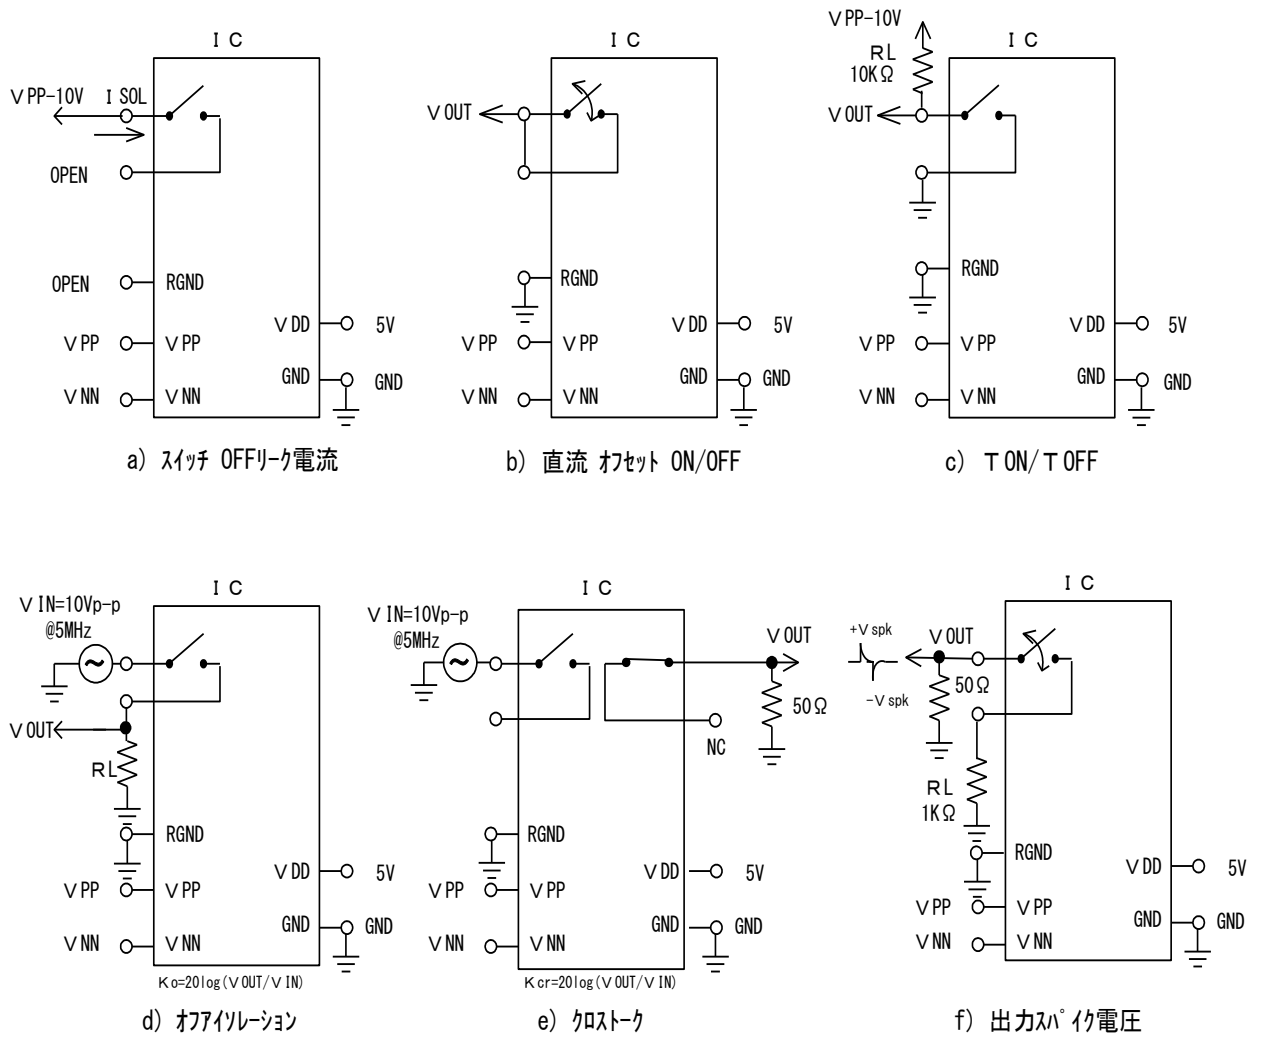 IC
VPP-10V
ISOL
OPEN
OPEN
RGND
VDD
5V
VPP
VPP
GND
GND
VNN
VNN
a) スイッチ OFFリーク電流
IC
VOUT
RGND
VDD
5V
VPP
VPP
GND
GND
VNN
VNN
b) 直流 オフセット ON/OFF
VPP-10V
IC
RL
10KΩ
VOUT
RGND
VDD
5V
VPP
VPP
GND
GND
VNN
VNN
c) TON/TOFF
IC
VIN=10Vp-p
@5MHz
VOUT
RL
RGND
VDD
5V
VPP
VPP
GND
GND
VNN
VNN
Ko=20log(VOUT/VIN)
d) オフアイソレーション
IC
VIN=10Vp-p
@5MHz
VOUT
50Ω
NC
RGND
VDD
5V
VPP
VPP
GND
GND
VNN
VNN
Kcr=20log(VOUT/VIN)
e) クロストーク
IC
+Vspk
VOUT
50Ω
-Vspk
RL
1KΩ
RGND
VDD
5V
VPP
VPP
GND
GND
VNN
VNN
f) 出力スパイク電圧